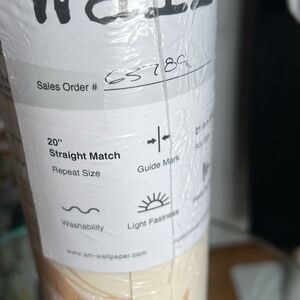 Sales Order # 65789
20"
Straight Match
Repeat Size
Guide Mark
Washability
Light Fastness
www.sm-wallpaper.com